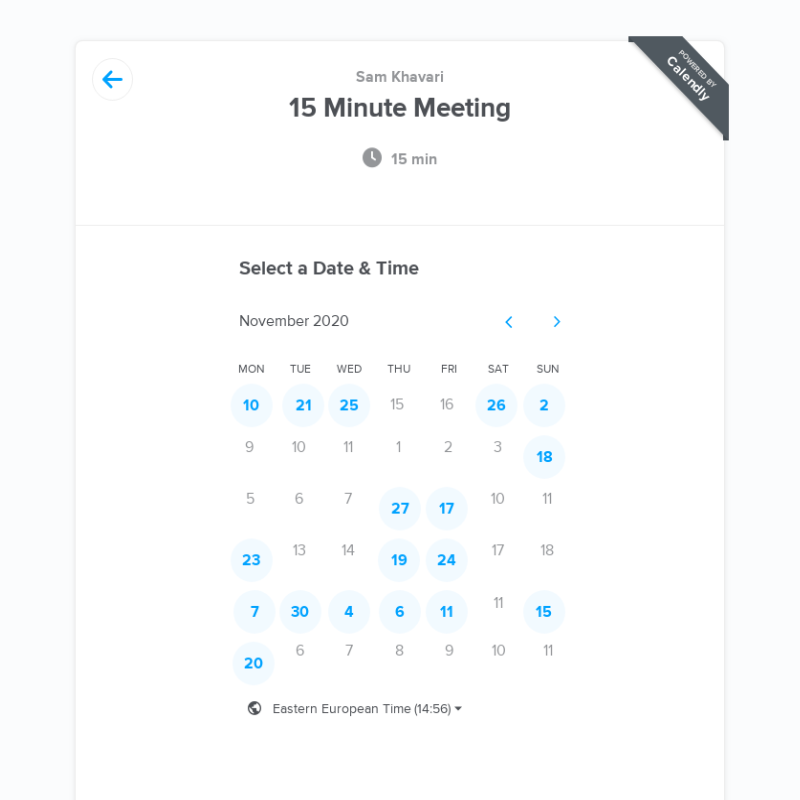 POWERED BY
Calendly
Sam Khavari
15 Minute Meeting
15 min
Select a Date & Time
November 2020
MON TUE WED THU FRI SAT SUN
10 21 25 15 16 26 2
9 10 11 1 2 3 18
5 6 7 27 17 10 11
23 13 14 19 24 17 18
7 30 4 6 11 11 15
20 6 7 8 9 10 11
Eastern European Time (14:56)